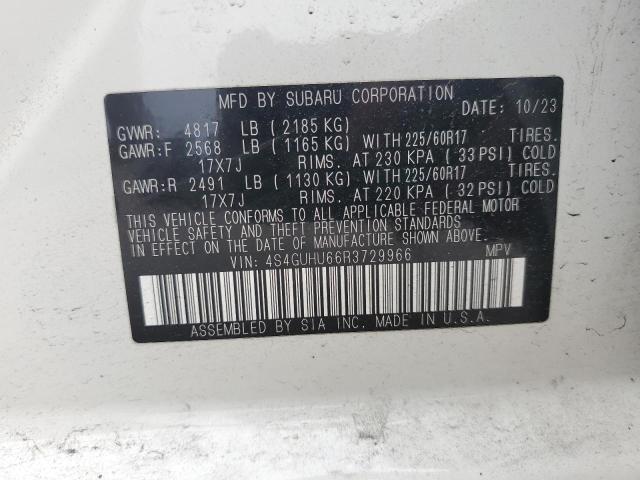 MFD BY SUBARU CORPORATION DATE: 10/23
GVWR: 4817 LB (2185 KG)
GAWR:F 2568 LB (1165 KG) WITH 225/60R17 TIRES.
17X7J RIMS. AT 230 KPA (33 PSI) COLD
GAWR:R 2491 LB (1130 KG) WITH 225/60R17 TIRES.
17X7J RIMS. AT 220 KPA (32 PSI) COLD
THIS VEHICLE CONFORMS TO ALL APPLICABLE FEDERAL MOTOR
VEHICLE SAFETY AND THEFT PREVENTION STANDARDS
IN EFFECT ON THE DATE OF MANUFACTURE SHOWN ABOVE.
VIN: 4S4GUHU66R3729966 MPV
ASSEMBLED BY SIA INC. MADE IN U.S.A.